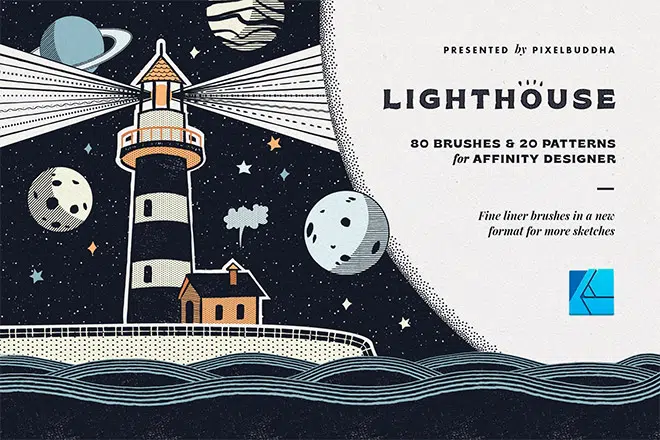 PRESENTED by PIXELBUDDHA
LIGHTHOUSE
80 BRUSHES & 20 PATTERNS
for AFFINITY DESIGNER
Fine liner brushes in a new
format for more sketches